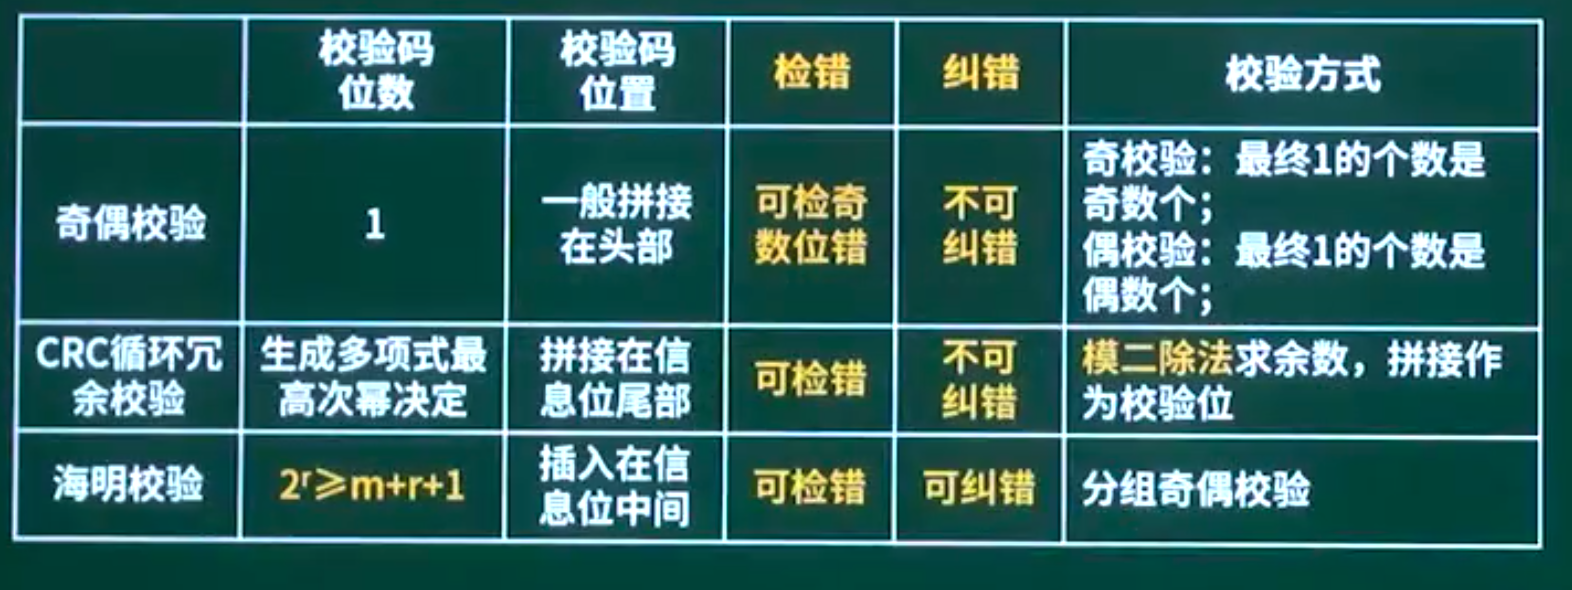 校验码
位数
校验码
位置
检错
纠错
校验方式
奇偶校验
1
一般拼接
在头部
可检奇
数位错
不可
纠错
奇校验：最终1的个数是
奇数个；
偶校验：最终1的个数是
偶数个；
CRC循环冗
余校验
生成多项式最
高次幂决定
拼接在信
息位尾部
可检错
不可
纠错
模二除法求余数，拼接作
为校验位
海明校验
2ʳ≥m+r+1
插入在信
息位中间
可检错
可纠错
分组奇偶校验